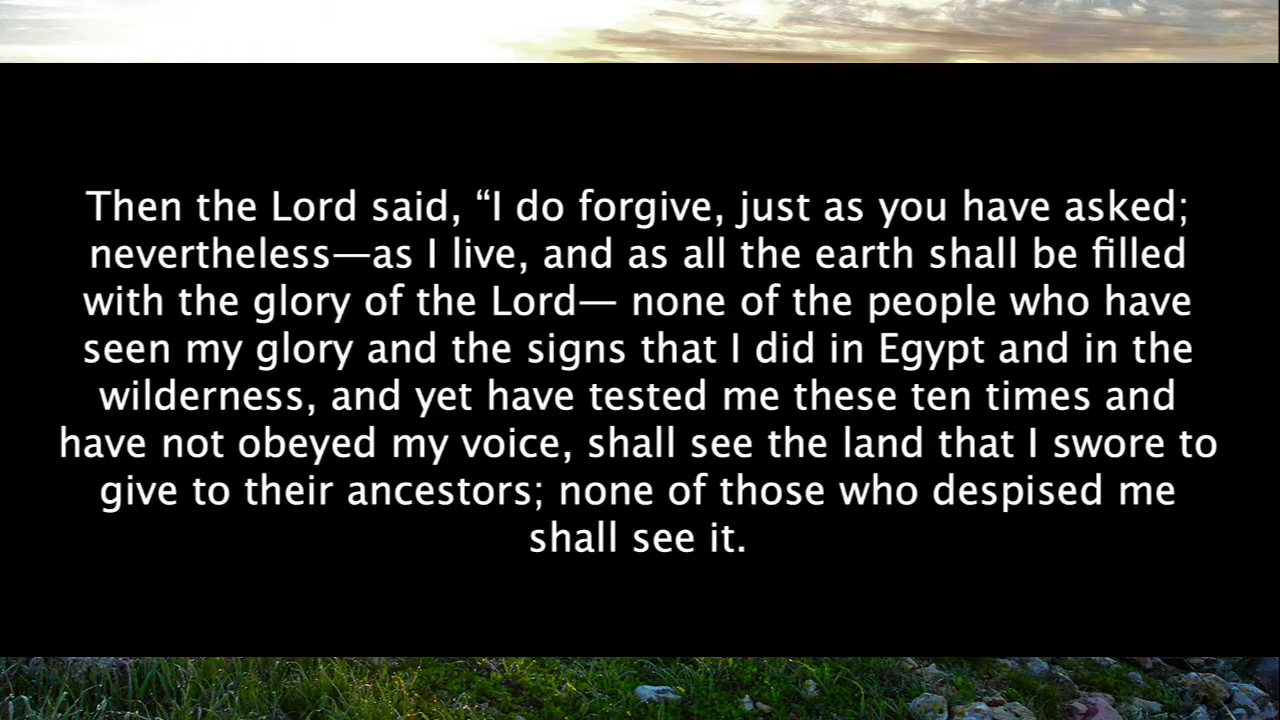 Then the Lord said, “I do forgive, just as you have asked;
nevertheless—as I live, and as all the earth shall be filled
with the glory of the Lord— none of the people who have
seen my glory and the signs that I did in Egypt and in the
wilderness, and yet have tested me these ten times and
have not obeyed my voice, shall see the land that I swore to
give to their ancestors; none of those who despised me
shall see it.